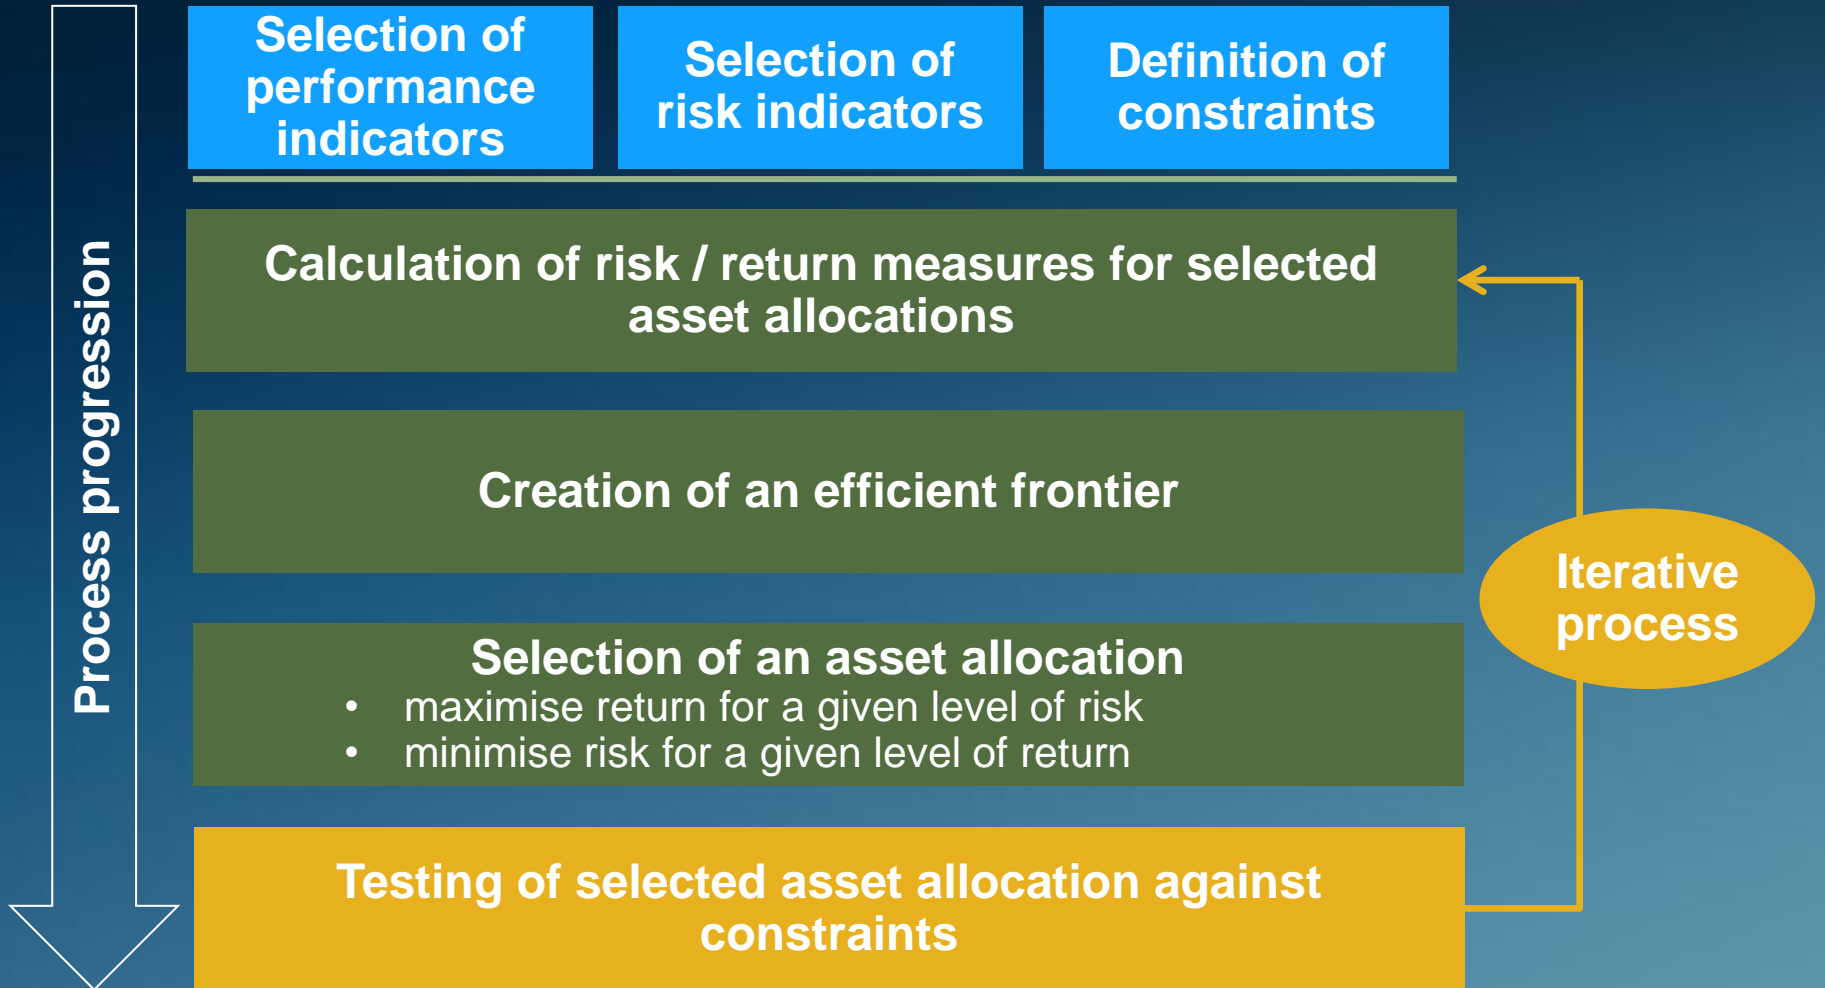 Selection of
performance
indicators
Selection of
risk indicators
Definition of
constraints
Process progression
Calculation of risk / return measures for selected
asset allocations
Creation of an efficient frontier
Selection of an asset allocation
• maximise return for a given level of risk
• minimise risk for a given level of return
Iterative
process
Testing of selected asset allocation against
constraints